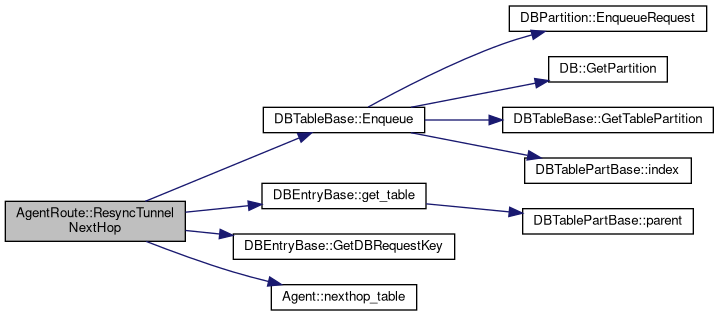 AgentRoute::ResyncTunnel
NextHop
DBTableBase::Enqueue
DBEntryBase::get_table
DBEntryBase::GetDBRequestKey
Agent::nexthop_table
DBPartition::EnqueueRequest
DB::GetPartition
DBTableBase::GetTablePartition
DBTablePartBase::index
DBTablePartBase::parent